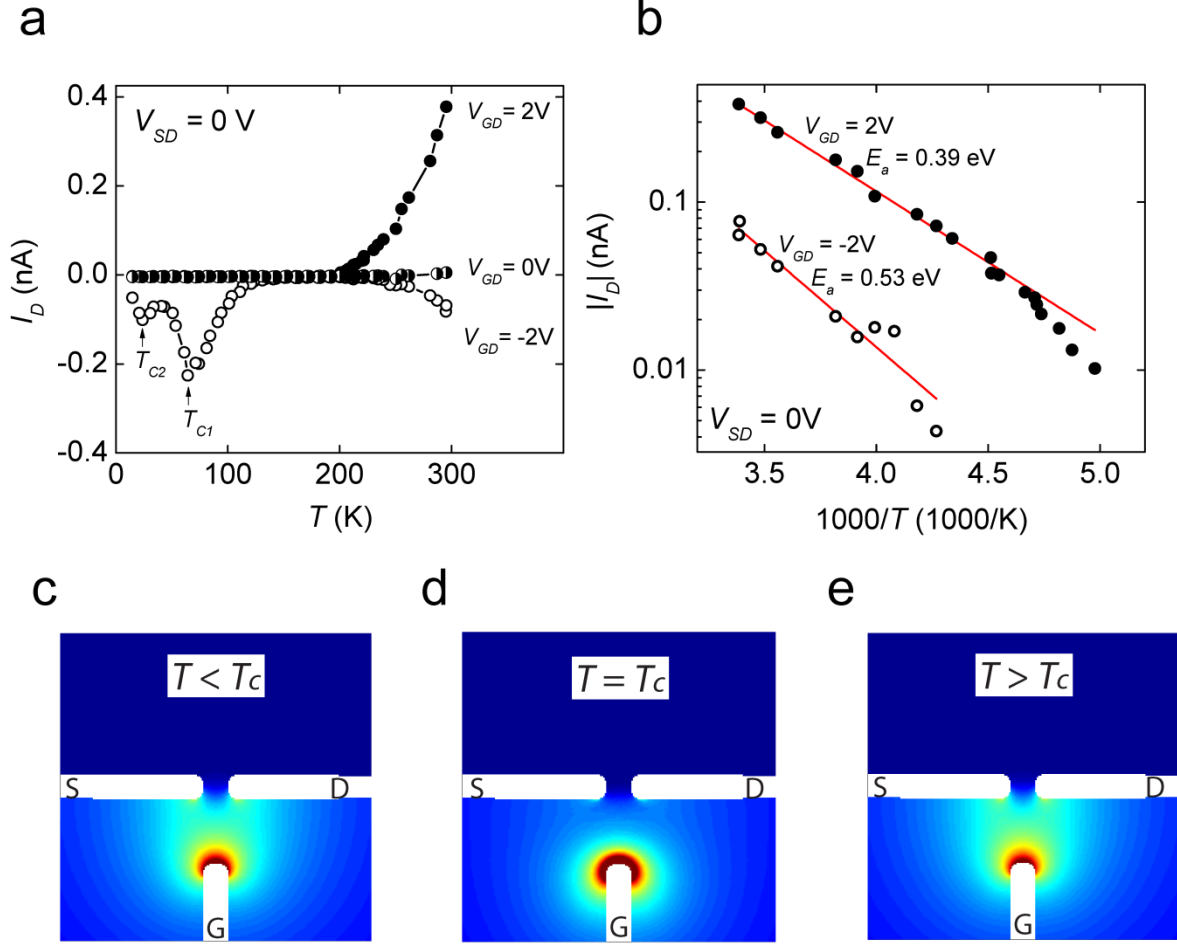 a
V_SD = 0 V
V_GD = 2V
V_GD = 0V
V_GD = -2V
T_C2
T_C1
0.4
0.2
0.0
-0.2
-0.4
0
100
200
300
I_D (nA)
T (K)
b
V_GD = 2V
E_a = 0.39 eV
V_GD = -2V
E_a = 0.53 eV
V_SD = 0V
0.1
0.01
3.5
4.0
4.5
5.0
|I_D| (nA)
1000/T (1000/K)
c
T < Tc
S
D
G
d
T = Tc
S
D
G
e
T > Tc
S
D
G